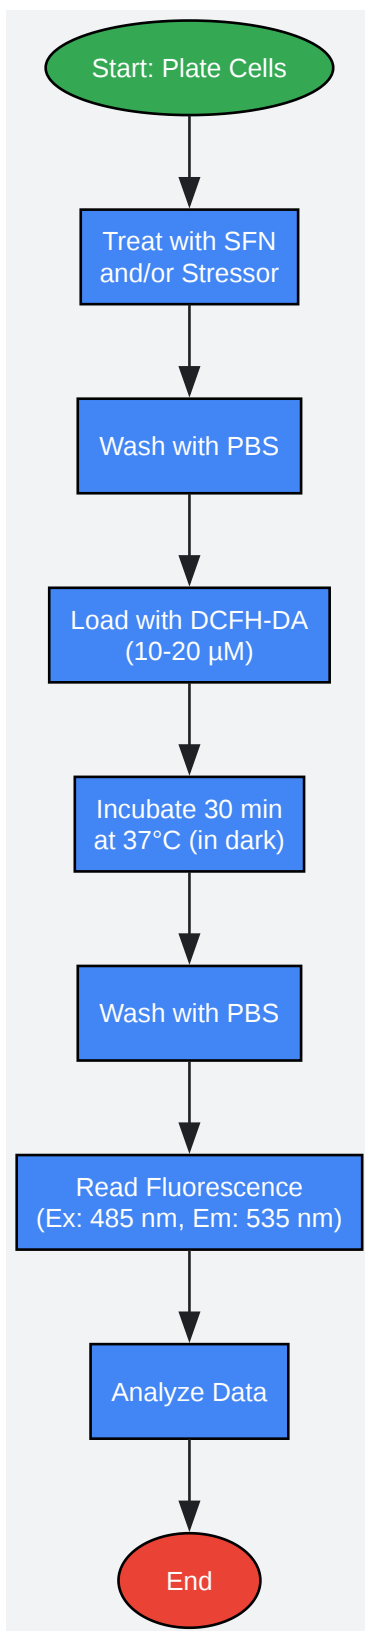 Start: Plate Cells
Treat with SFN
and/or Stressor
Wash with PBS
Load with DCFH-DA
(10-20 µM)
Incubate 30 min
at 37°C (in dark)
Wash with PBS
Read Fluorescence
(Ex: 485 nm, Em: 535 nm)
Analyze Data
End